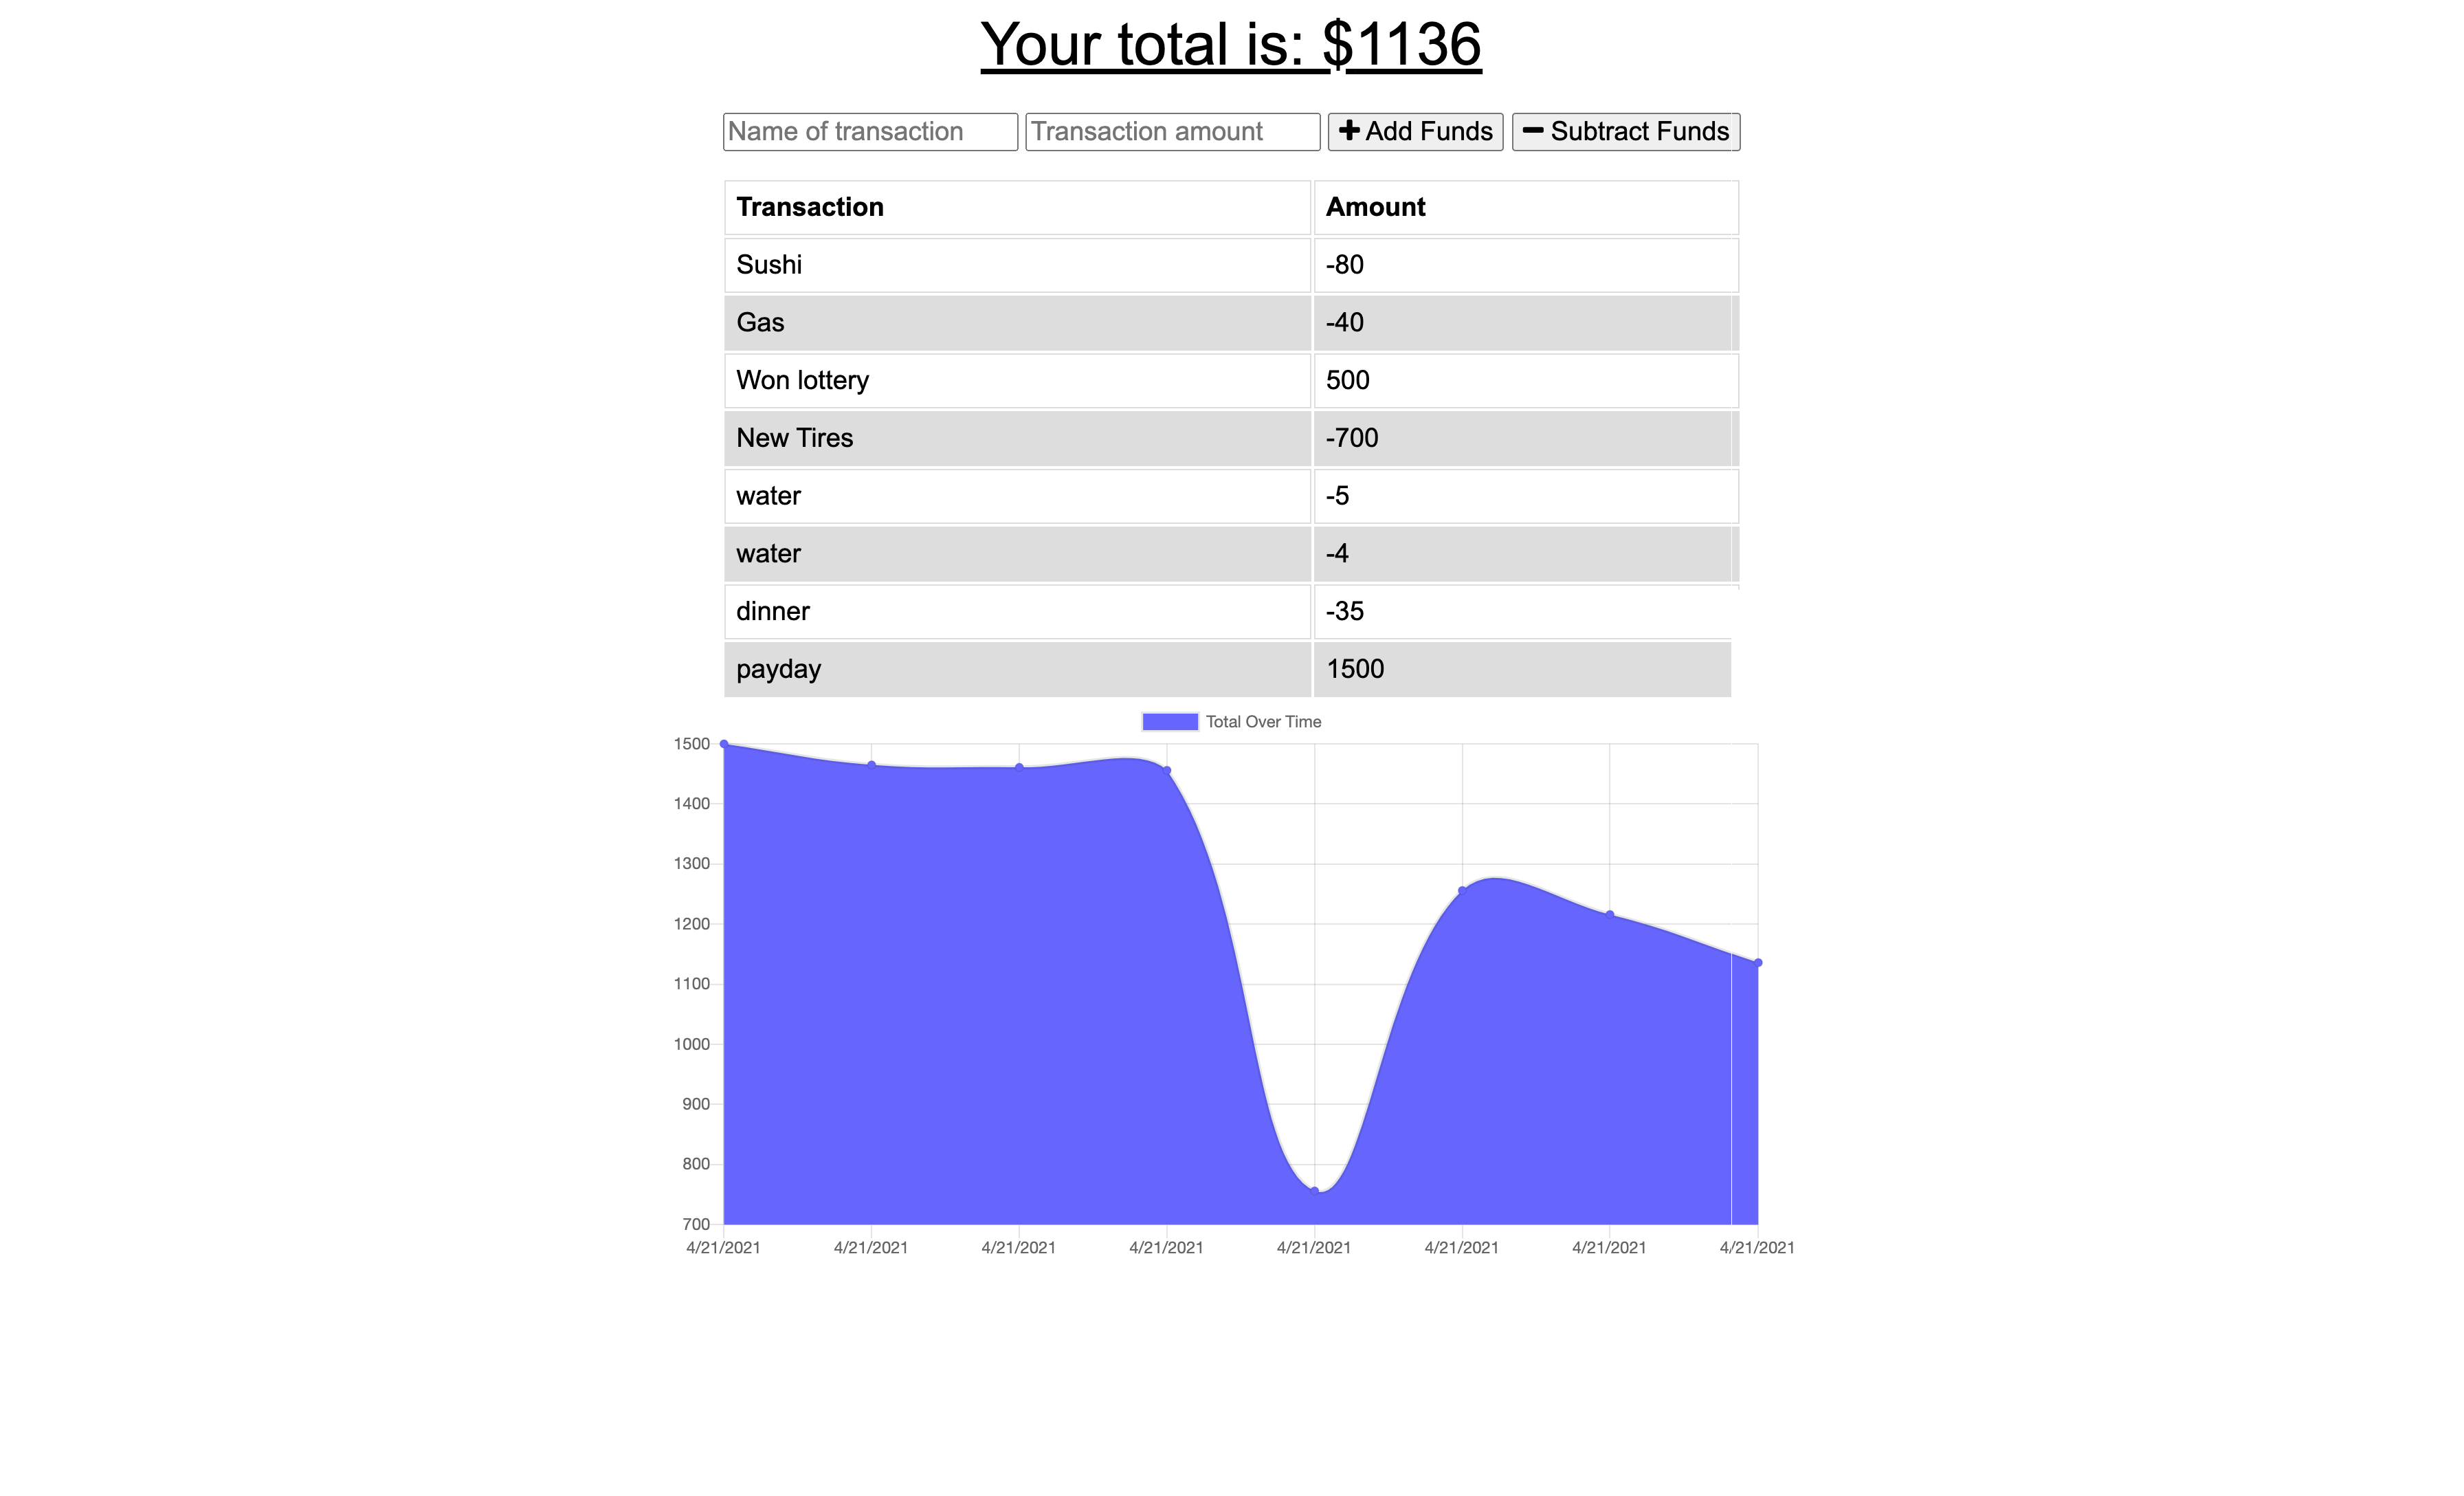 Your total is: $1136
Name of transaction Transaction amount Add Funds Subtract Funds
Transaction Amount
Sushi -80
Gas -40
Won lottery 500
New Tires -700
water -5
water -4
dinner -35
payday 1500
Total Over Time
1500
1400
1300
1200
1100
1000
900
800
700
4/21/2021 4/21/2021 4/21/2021 4/21/2021 4/21/2021 4/21/2021 4/21/2021 4/21/2021